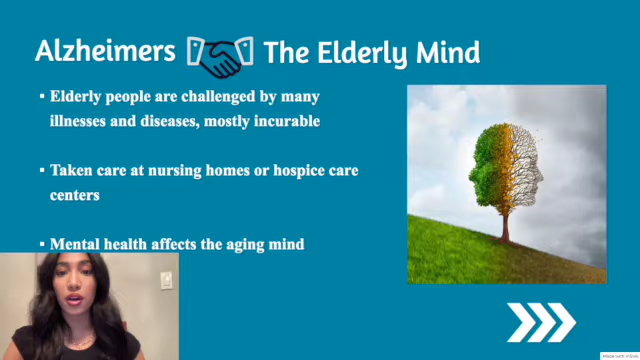 Alzheimers The Elderly Mind
▪ Elderly people are challenged by many
illnesses and diseases, mostly incurable
▪ Taken care at nursing homes or hospice care
centers
▪ Mental health affects the aging mind